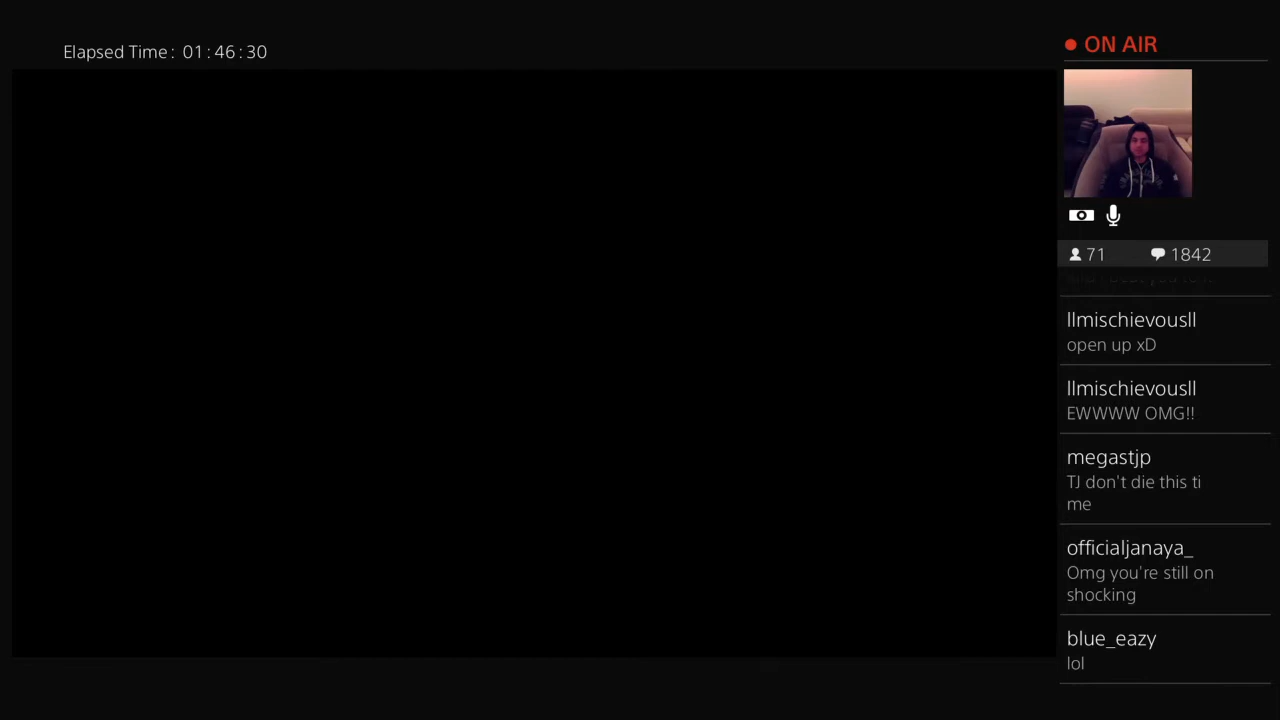 Elapsed Time: 01:46:30
ON AIR
71 1842
llmischievousll
open up xD
llmischievousll
EWWWW OMG!!
megastjp
TJ don't die this ti
me
officialjanaya_
Omg you're still on
shocking
blue_eazy
lol